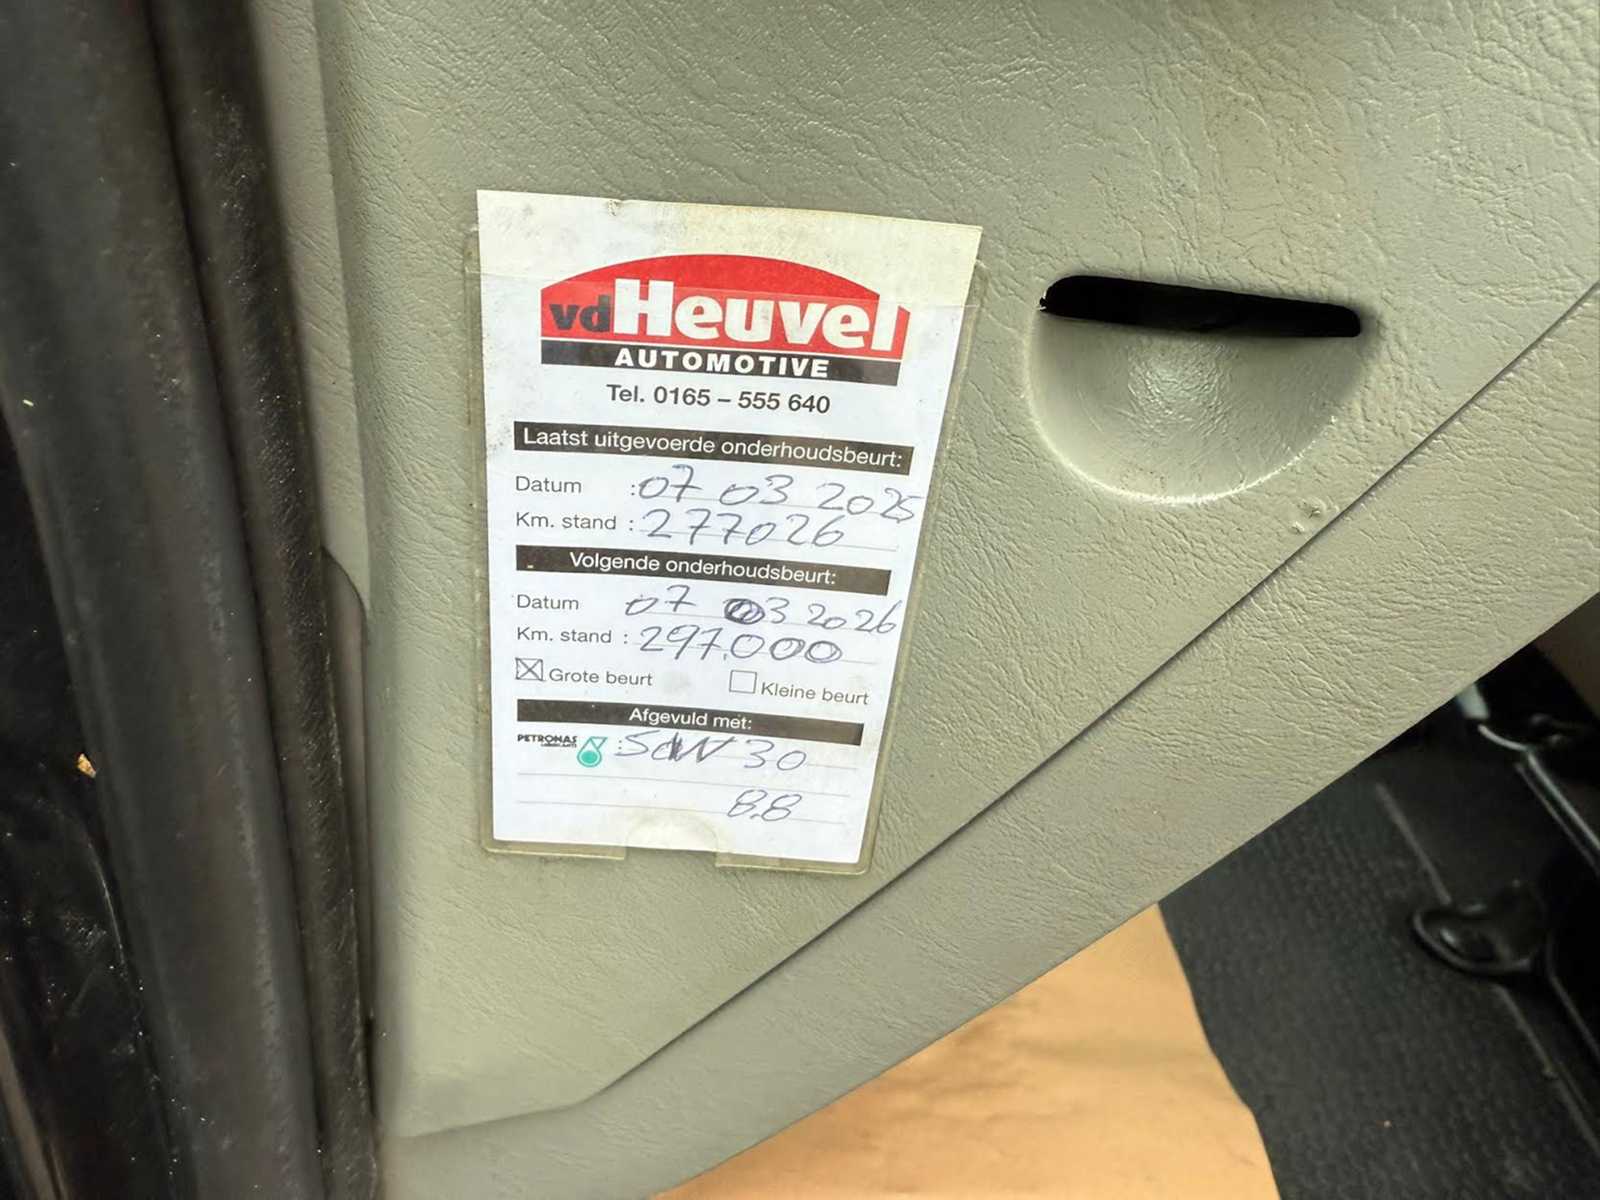 vdHeuvel
AUTOMOTIVE
Tel. 0165 – 555 640
Laatst uitgevoerde onderhoudsbeurt:
Datum : 07 03 2025
Km. stand : 277026
Volgende onderhoudsbeurt:
Datum 07 03 2026
Km. stand : 297.000
Grote beurt Kleine beurt
Afgevuld met:
PETRONAS : 5W 30
LUBRICANTS
8.8